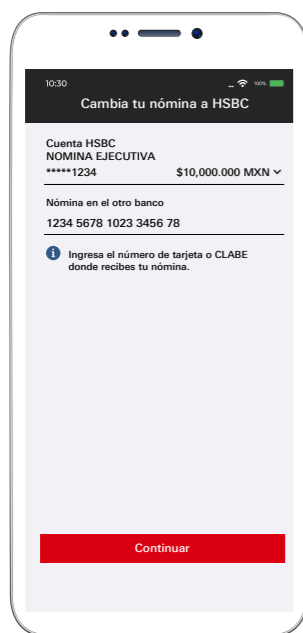 10:30
100%
Cambia tu nómina a HSBC
Cuenta HSBC
NOMINA EJECUTIVA
*****1234 $10,000.000 MXN
Nómina en el otro banco
1234 5678 1023 3456 78
i Ingresa el número de tarjeta o CLABE
donde recibes tu nómina.
Continuar